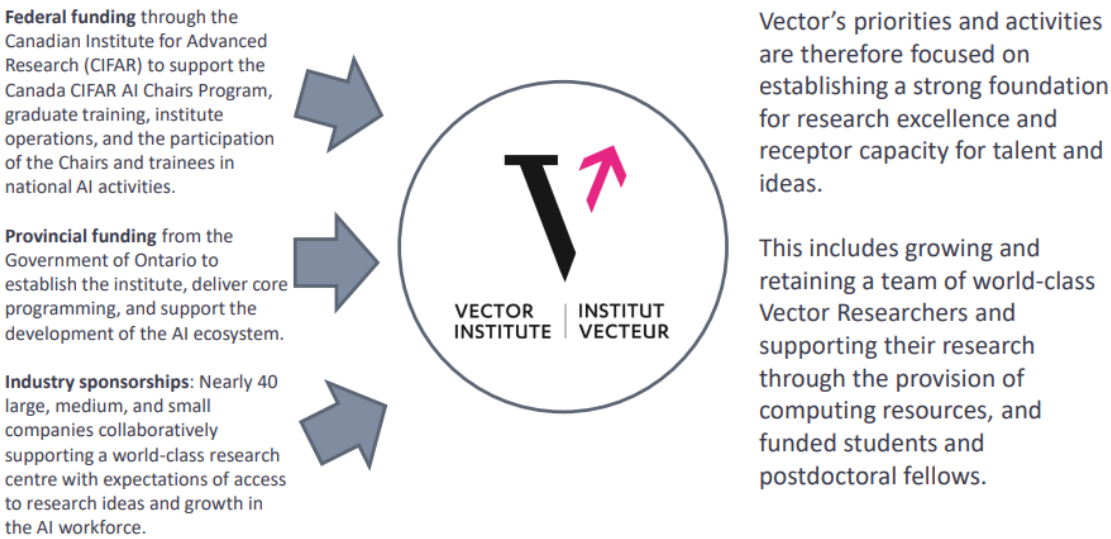 Federal funding through the
Canadian Institute for Advanced
Research (CIFAR) to support the
Canada CIFAR AI Chairs Program,
graduate training, institute
operations, and the participation
of the Chairs and trainees in
national AI activities.
Provincial funding from the
Government of Ontario to
establish the institute, deliver core
programming, and support the
development of the AI ecosystem.
Industry sponsorships: Nearly 40
large, medium, and small
companies collaboratively
supporting a world-class research
centre with expectations of access
to research ideas and growth in
the AI workforce.
VECTOR
INSTITUTE
INSTITUT
VECTEUR
Vector’s priorities and activities
are therefore focused on
establishing a strong foundation
for research excellence and
receptor capacity for talent and
ideas.
This includes growing and
retaining a team of world-class
Vector Researchers and
supporting their research
through the provision of
computing resources, and
funded students and
postdoctoral fellows.